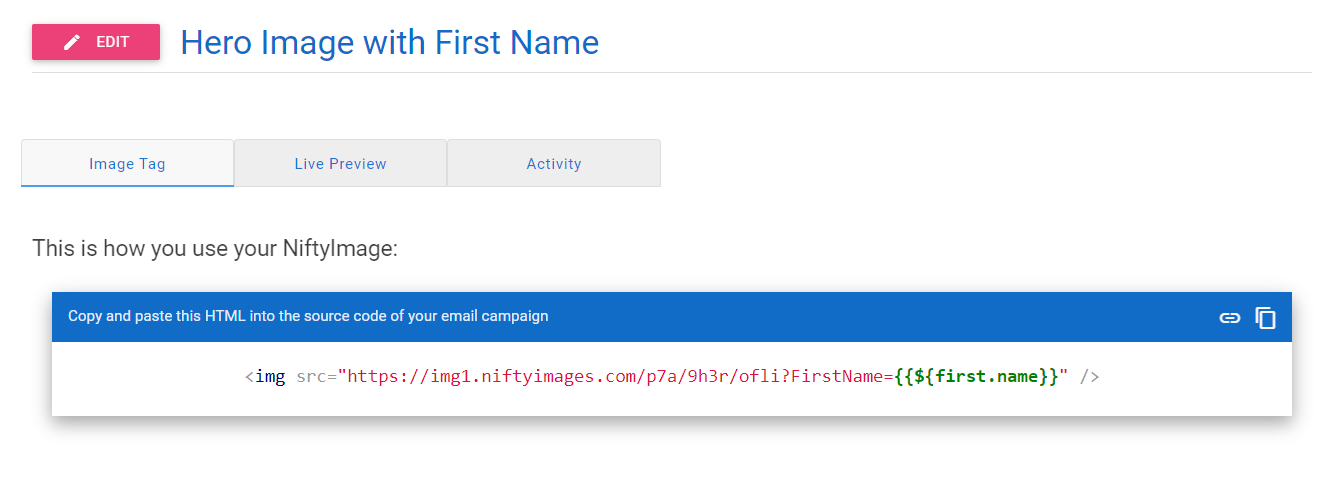 EDIT
Hero Image with First Name
Image Tag
Live Preview
Activity
This is how you use your NiftyImage:
Copy and paste this HTML into the source code of your email campaign
<img src="https://img1.niftyimages.com/p7a/9h3r/ofli?FirstName={{${first.name}}" />